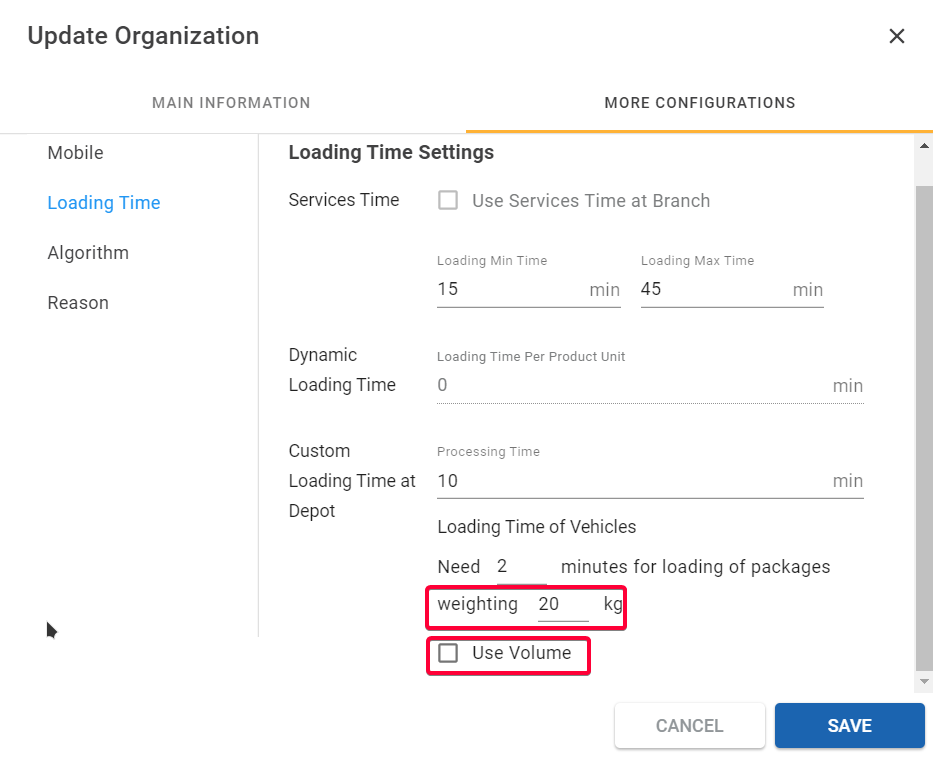 Update Organization
MAIN INFORMATION
MORE CONFIGURATIONS
Mobile
Loading Time
Algorithm
Reason
Loading Time Settings
Services Time
Use Services Time at Branch
Loading Min Time
Loading Max Time
15 min
45 min
Dynamic
Loading Time
Loading Time Per Product Unit
0 min
Custom
Loading Time at
Depot
Processing Time
10 min
Loading Time of Vehicles
Need 2 minutes for loading of packages
weighting 20 kg
Use Volume
CANCEL
SAVE